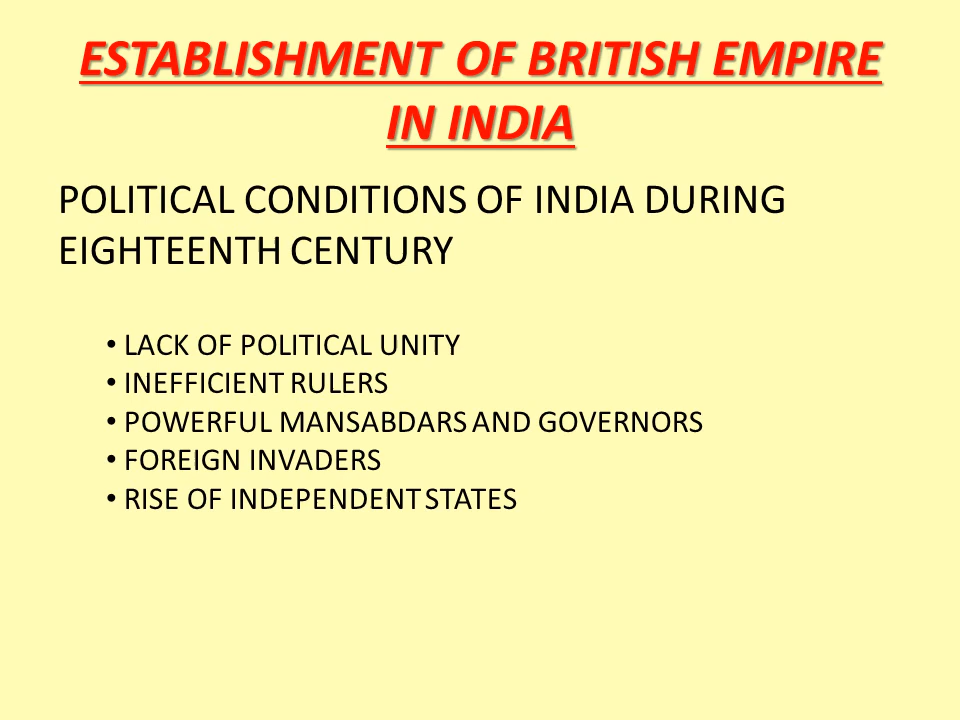 ESTABLISHMENT OF BRITISH EMPIRE
IN INDIA
POLITICAL CONDITIONS OF INDIA DURING
EIGHTEENTH CENTURY
• LACK OF POLITICAL UNITY
• INEFFICIENT RULERS
• POWERFUL MANSABDARS AND GOVERNORS
• FOREIGN INVADERS
• RISE OF INDEPENDENT STATES